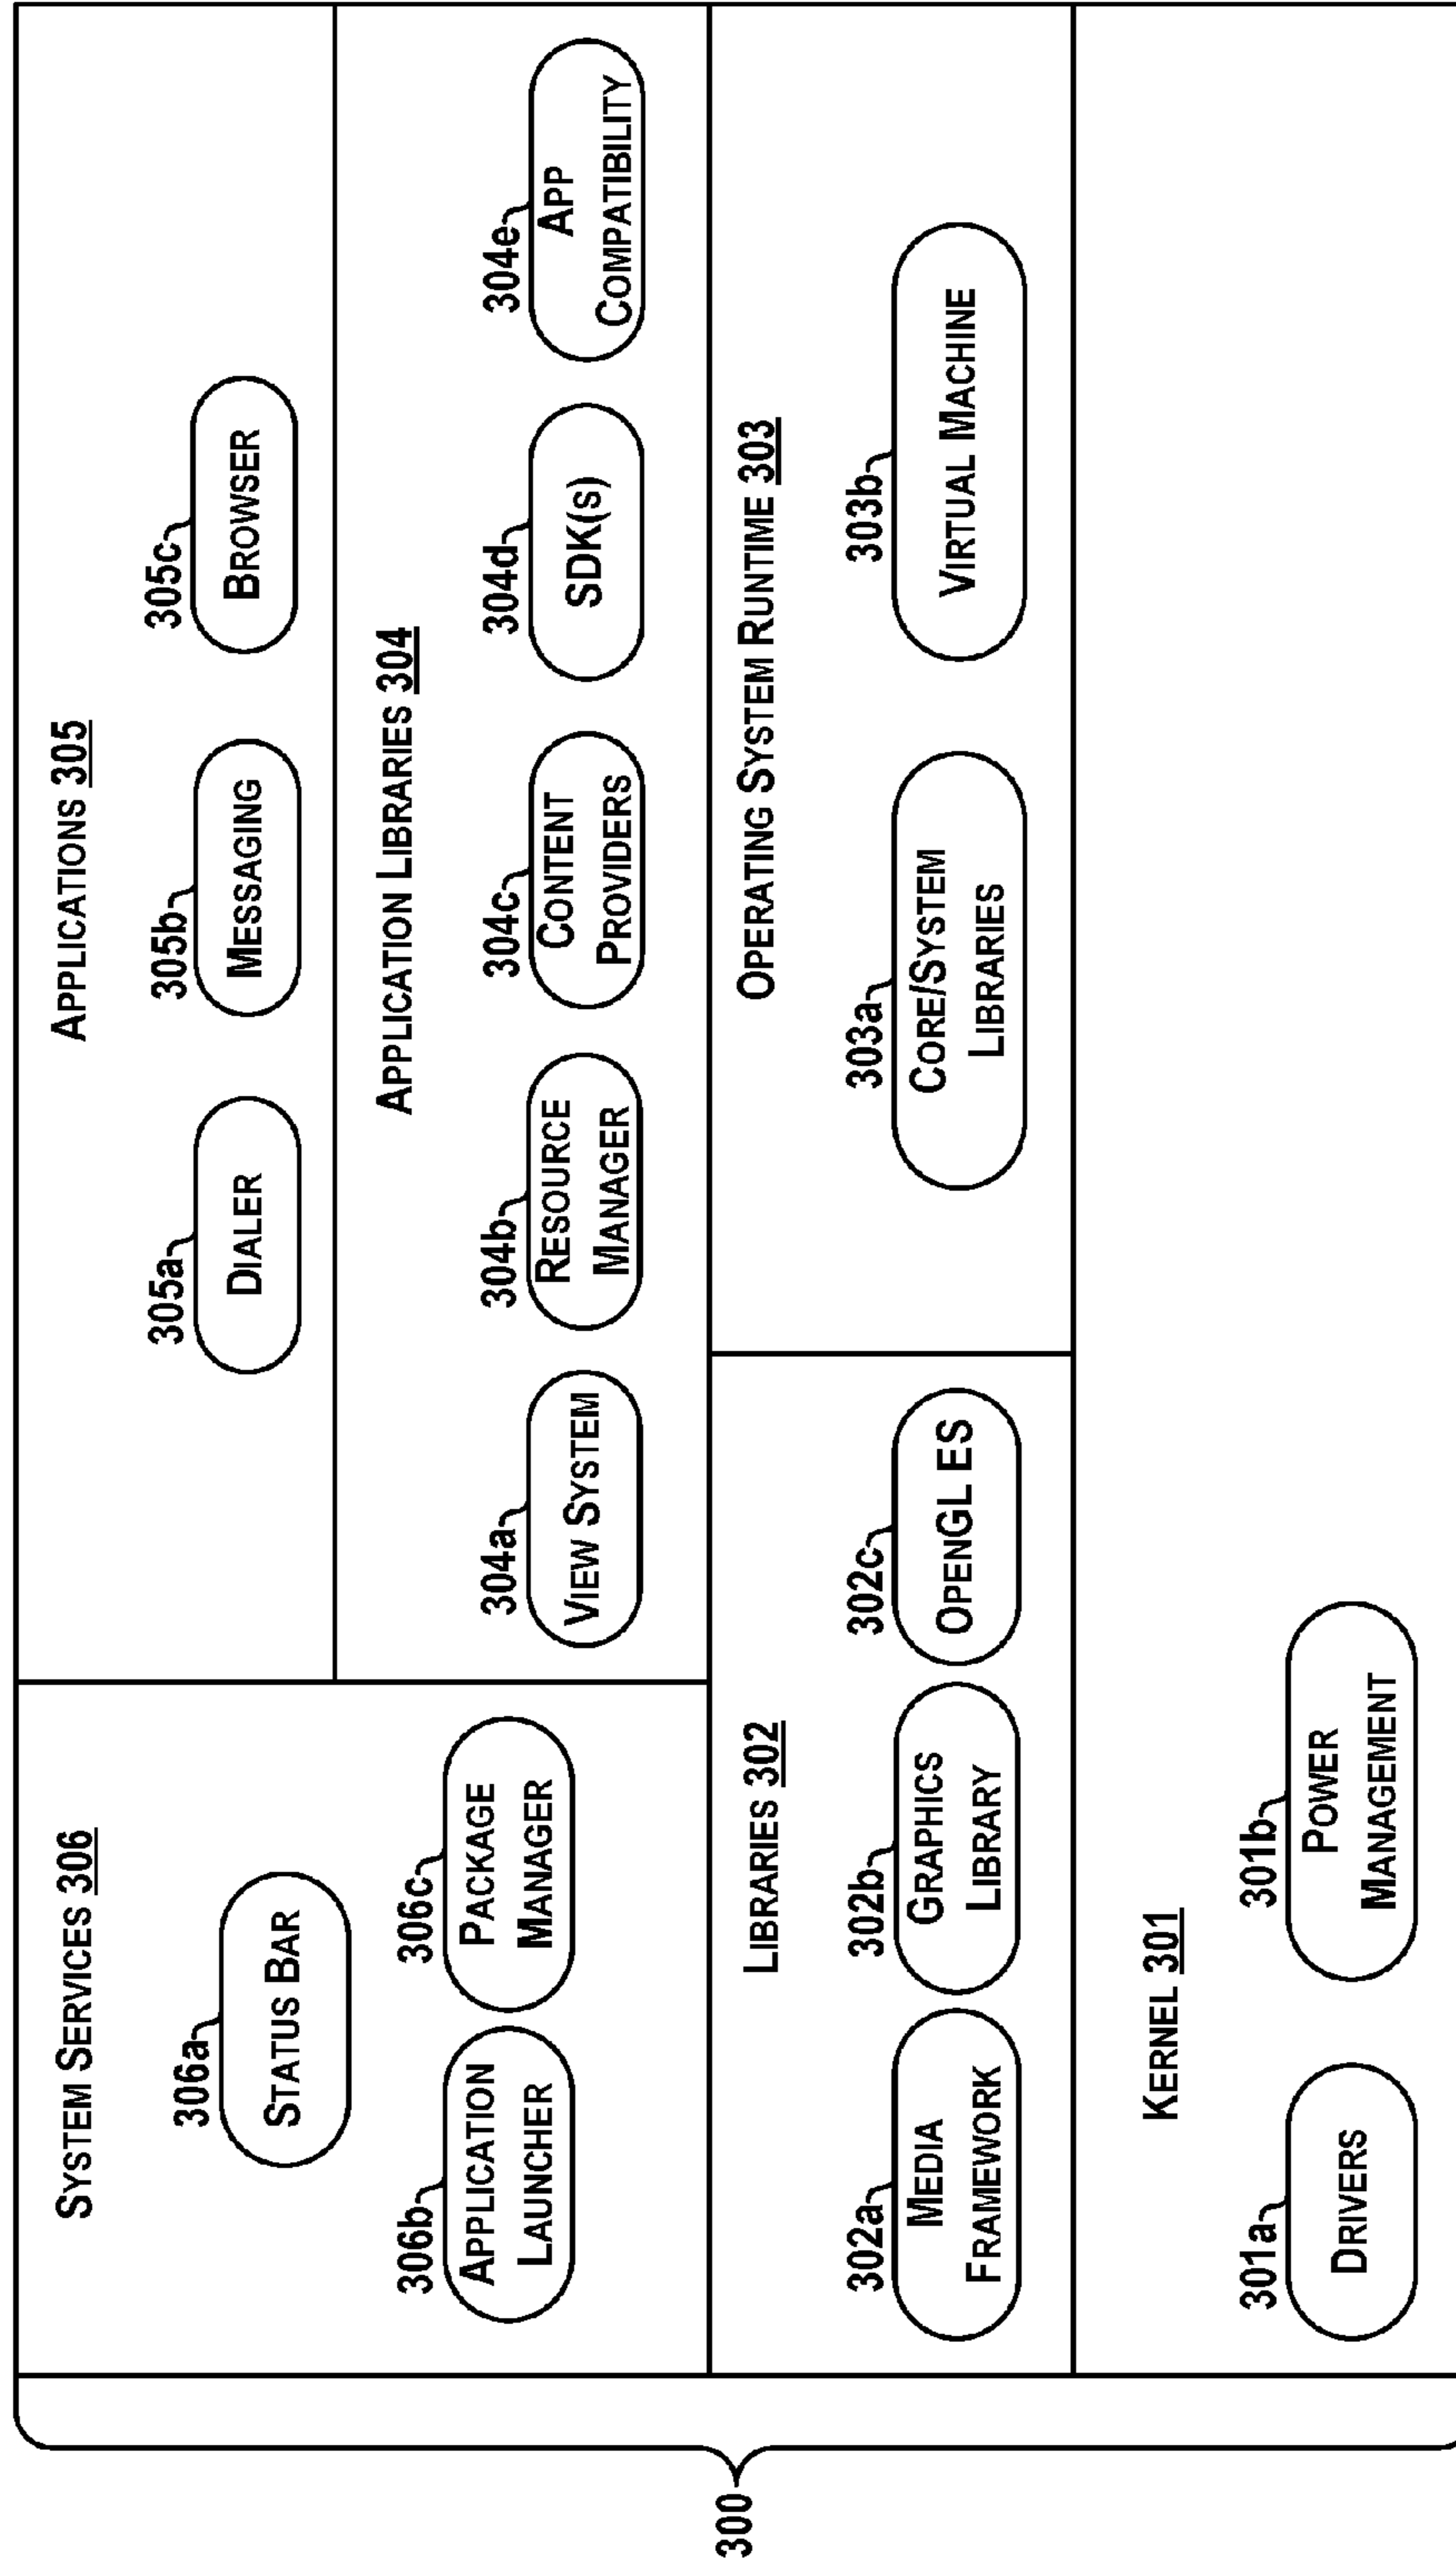 300
SYSTEM SERVICES 306
306a
STATUS BAR
306b
APPLICATION
LAUNCHER
306c
PACKAGE
MANAGER
APPLICATIONS 305
305a
DIALER
305b
MESSAGING
305c
BROWSER
APPLICATION LIBRARIES 304
304a
VIEW SYSTEM
304b
RESOURCE
MANAGER
304c
CONTENT
PROVIDERS
304d
SDK(S)
304e
APP
COMPATIBILITY
LIBRARIES 302
302a
MEDIA
FRAMEWORK
302b
GRAPHICS
LIBRARY
302c
OPENGL ES
OPERATING SYSTEM RUNTIME 303
303a
CORE/SYSTEM
LIBRARIES
303b
VIRTUAL MACHINE
KERNEL 301
301a
DRIVERS
301b
POWER
MANAGEMENT